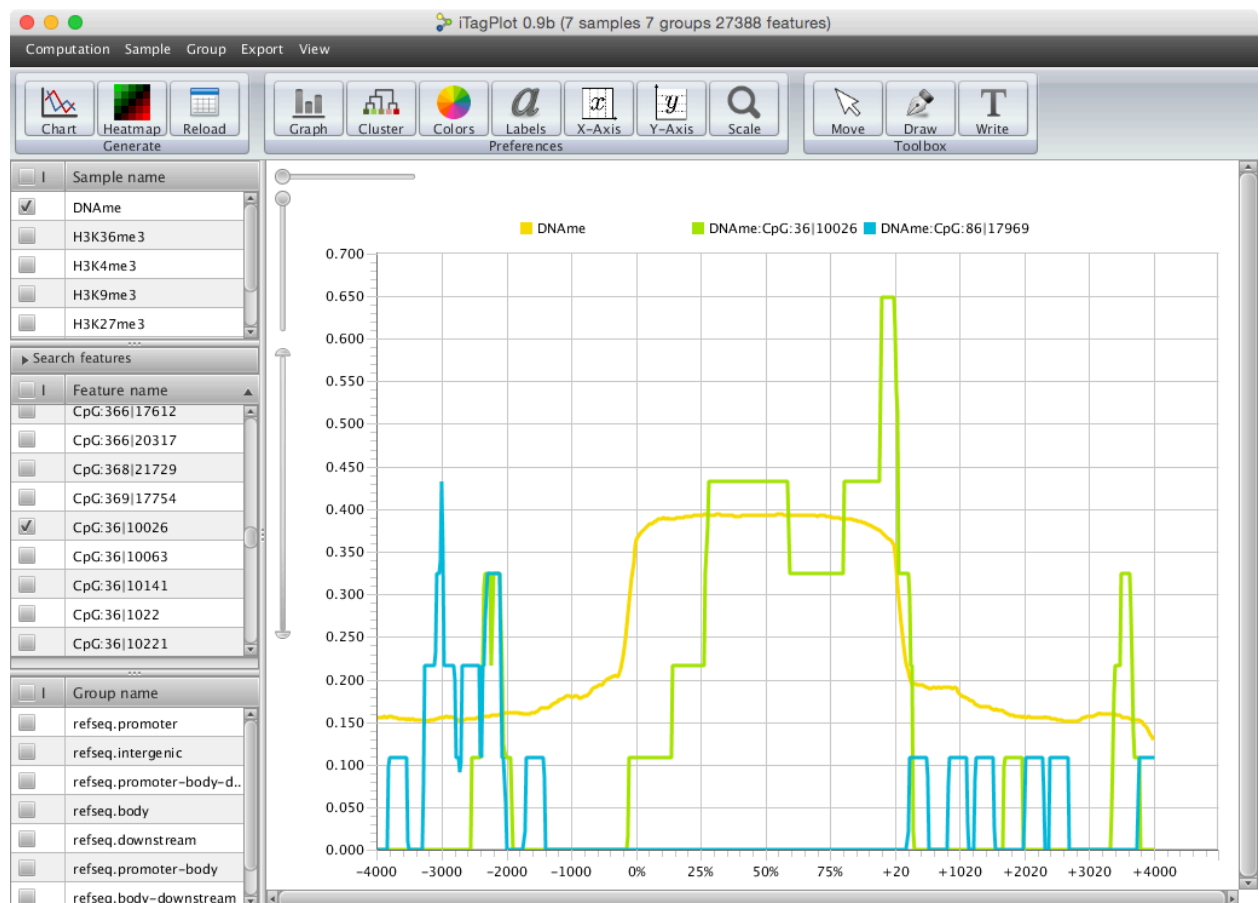 iTagPlot 0.9b (7 samples 7 groups 27388 features)
Computation Sample Group Export View
Chart Heatmap Reload Graph Cluster Colors Labels X-Axis Y-Axis Scale Move Draw Write
Generate Preferences Toolbox
I Sample name
DNAme
H3K36me3
H3K4me3
H3K9me3
H3K27me3
Search features
I Feature name
CpG:366|17612
CpG:366|20317
CpG:368|21729
CpG:369|17754
CpG:36|10026
CpG:36|10063
CpG:36|10141
CpG:36|1022
CpG:36|10221
I Group name
refseq.promoter
refseq.intergenic
refseq.promoter-body-d..
refseq.body
refseq.downstream
refseq.promoter-body
refseq.body-downstream
DNAme DNAme:CpG:36|10026 DNAme:CpG:86|17969
0.700
0.650
0.600
0.550
0.500
0.450
0.400
0.350
0.300
0.250
0.200
0.150
0.100
0.050
0.000
-4000 -3000 -2000 -1000 0% 25% 50% 75% +20 +1020 +2020 +3020 +4000